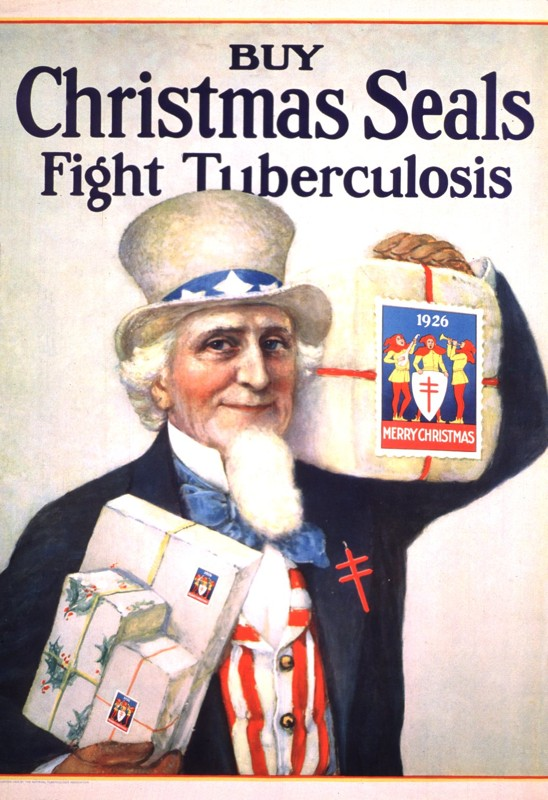 BUY
Christmas Seals
Fight Tuberculosis
1926
MERRY CHRISTMAS